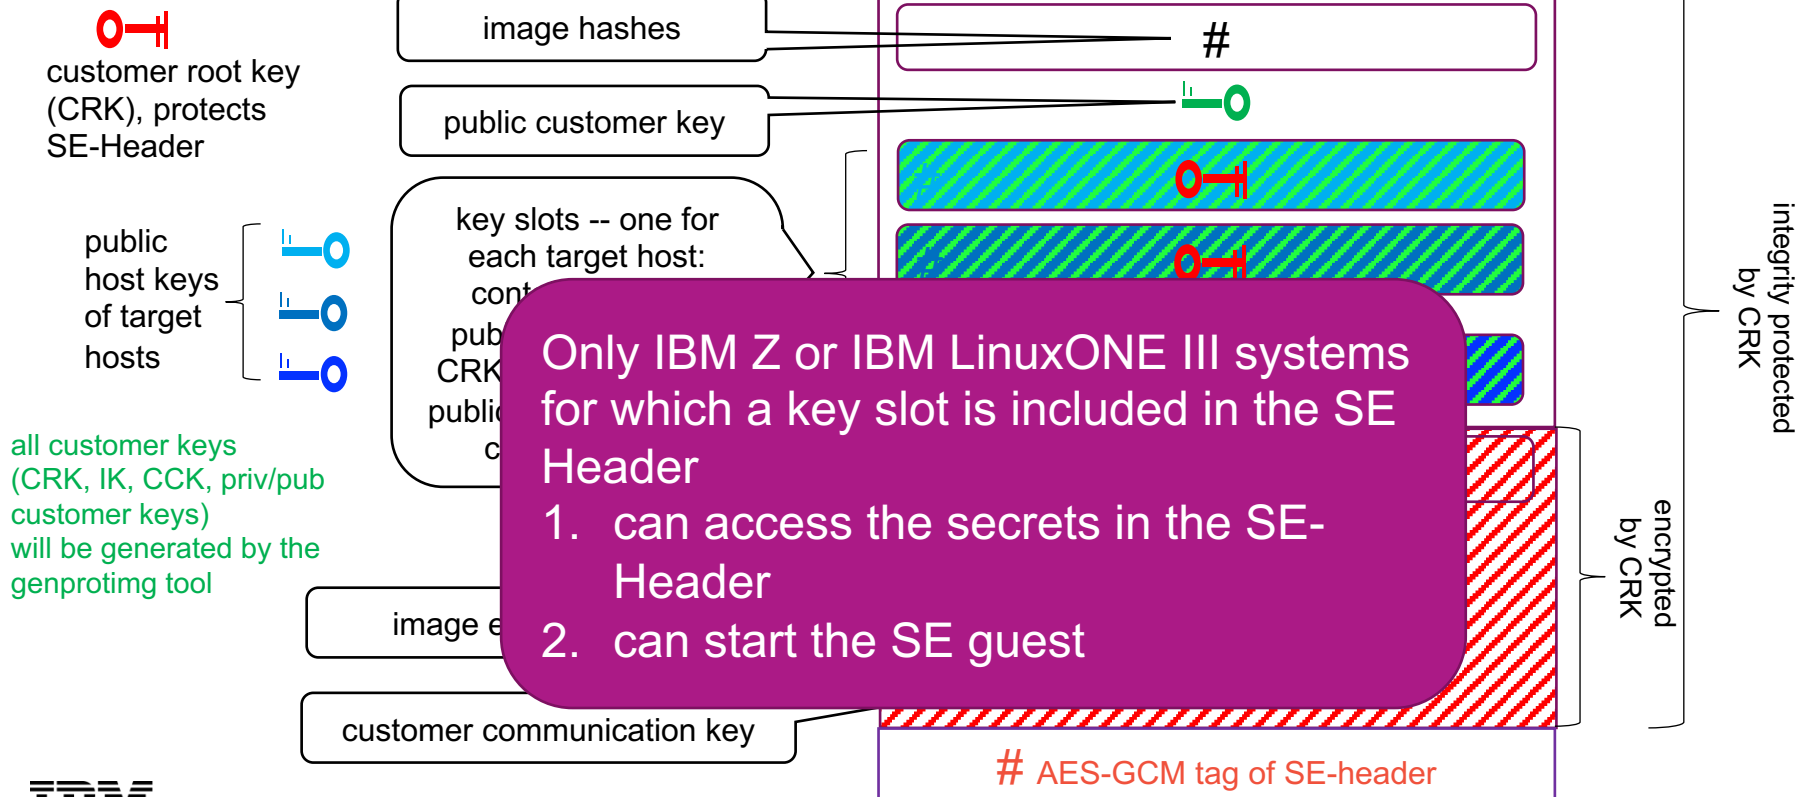 image hashes
#
customer root key
(CRK), protects
SE-Header
public customer key
key slots -- one for
each target host:
public
host keys
of target
hosts
integrity protected
by CRK
Only IBM Z or IBM LinuxONE III systems
for which a key slot is included in the SE
Header
1. can access the secrets in the SE-
Header
2. can start the SE guest
CRK
all customer keys
(CRK, IK, CCK, priv/pub
customer keys)
will be generated by the
genprotimg tool
encrypted
by CRK
image
customer communication key
# AES-GCM tag of SE-header
IBM